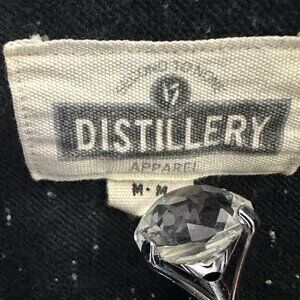 SECOND TO NONE
17
DISTILLERY
APPAREL
M • M